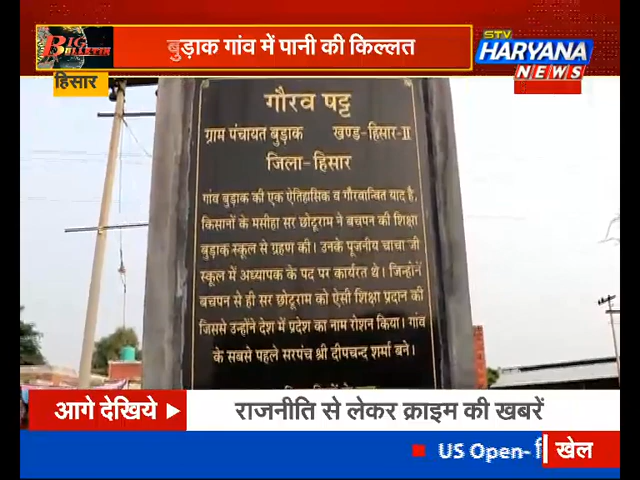 BIG BULLETIN
बुड़ाक गांव में पानी की किल्लत
STV
HARYANA
NEWS
हिसार
गौरव पट्ट
ग्राम पंचायत बुड़ाक खण्ड-हिसार-II
जिला-हिसार
गांव बुड़ाक की एक ऐतिहासिक व गौरवान्वित याद है,
किसानों के मसीहा सर छोटूराम ने बचपन की शिक्षा
बुड़ाक स्कूल से ग्रहण की। उनके पूजनीय चाचा जी
स्कूल में अध्यापक के पद पर कार्यरत थे। जिन्होनें
बचपन से ही सर छोटूराम को ऐसी शिक्षा प्रदान की
जिससे उन्होंने देश में प्रदेश का नाम रोशन किया। गांव
के सबसे पहले सरपंच श्री दीपचन्द शर्मा बने।
आगे देखिये
राजनीति से लेकर क्राइम की खबरें
US Open-
खेल